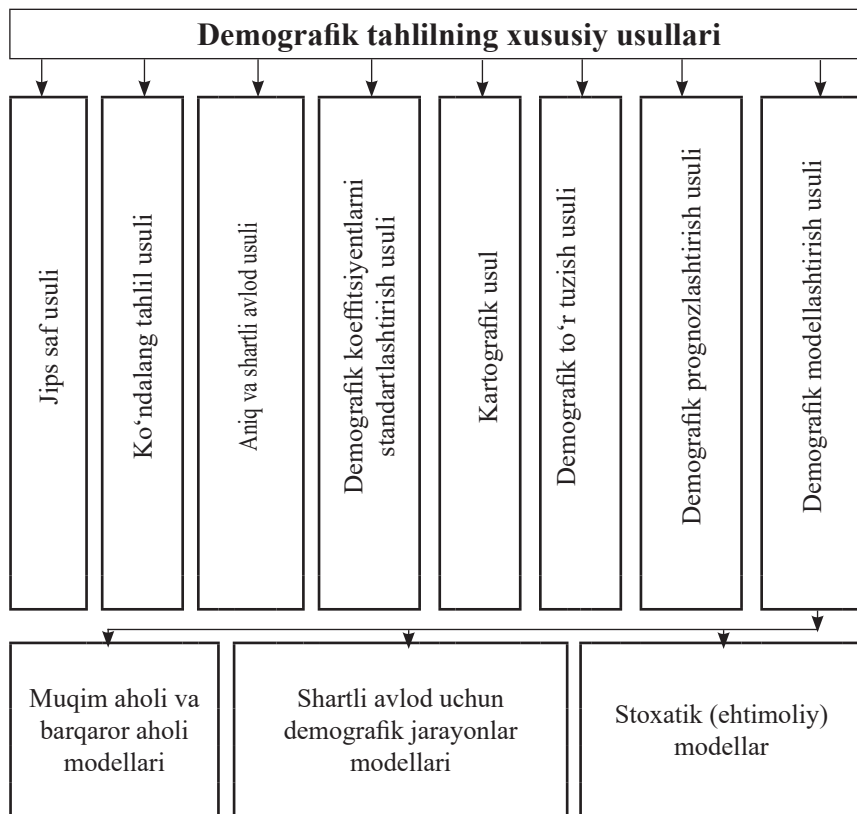 Demografik tahlilning xususiy usullari
Jips saf usuli
Ko‘ndalang tahlil usuli
Aniq va shartli avlod usuli
Demografik koeffitsiyentlarni
standartlashtirish usuli
Kartografik usul
Demografik to‘r tuzish usuli
Demografik prognozlashtirish usuli
Demografik modellashtirish usuli
Muqim aholi va
barqaror aholi
modellari
Shartli avlod uchun
demografik jarayonlar
modellari
Stoxatik (ehtimoliy)
modellar